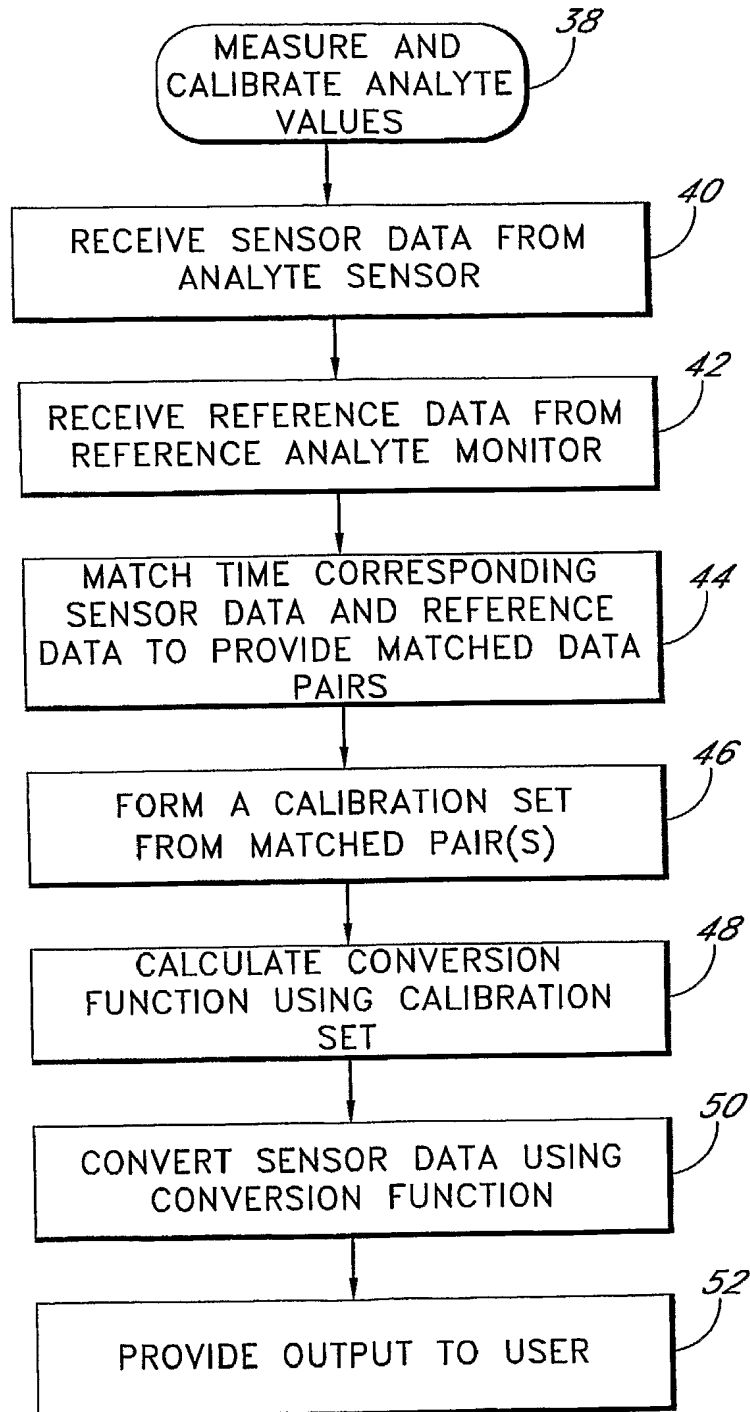 MEASURE AND
CALIBRATE ANALYTE
VALUES
38
RECEIVE SENSOR DATA FROM
ANALYTE SENSOR
40
RECEIVE REFERENCE DATA FROM
REFERENCE ANALYTE MONITOR
42
MATCH TIME CORRESPONDING
SENSOR DATA AND REFERENCE
DATA TO PROVIDE MATCHED DATA
PAIRS
44
FORM A CALIBRATION SET
FROM MATCHED PAIR(S)
46
CALCULATE CONVERSION
FUNCTION USING CALIBRATION
SET
48
CONVERT SENSOR DATA USING
CONVERSION FUNCTION
50
PROVIDE OUTPUT TO USER
52